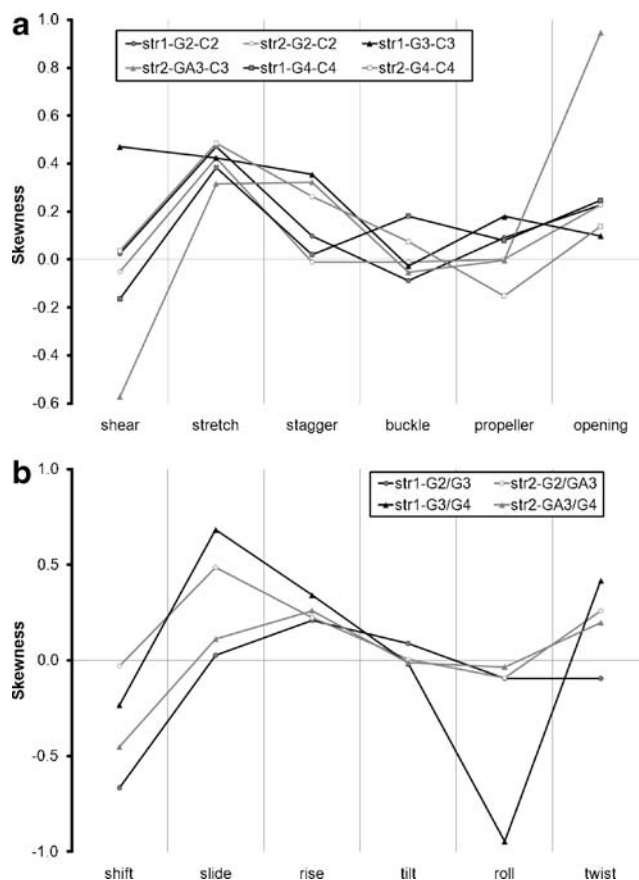 a
1.0
0.8
0.6
0.4
0.2
0.0
-0.2
-0.4
-0.6
Skewness
str1-G2-C2 str2-G2-C2 str1-G3-C3
str2-GA3-C3 str1-G4-C4 str2-G4-C4
shear stretch stagger buckle propeller opening
b
1.0
0.5
0.0
-0.5
-1.0
Skewness
str1-G2/G3 str2-G2/GA3
str1-G3/G4 str2-GA3/G4
shift slide rise tilt roll twist